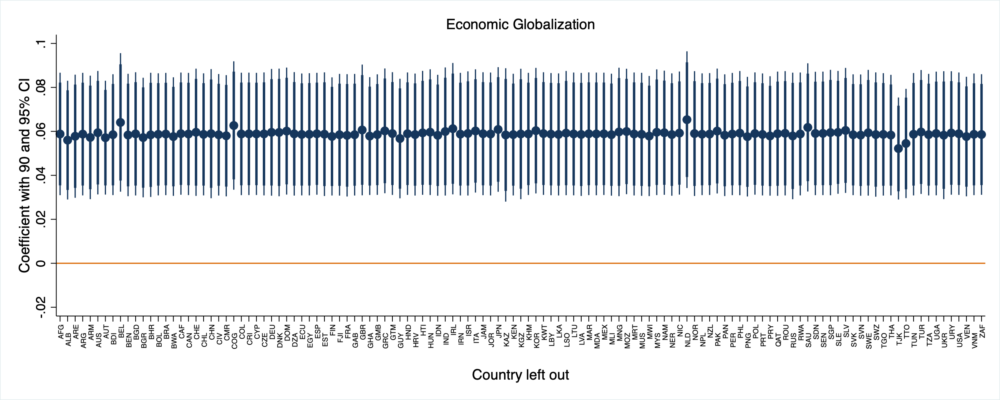 Economic Globalization
Coefficient with 90 and 95% CI
.1
.08
.06
.04
.02
0
-.02
AFG
ALB
ARE
ARG
ARM
AUS
AUT
BDI
BEL
BEN
BGD
BGR
BHR
BOL
BRA
BWA
CAF
CAN
CHE
CHL
CHN
CIV
CMR
COG
COL
CRI
CYP
CZE
DEU
DNK
DOM
DZA
ECU
EGY
ESP
EST
FIN
FJI
FRA
GAB
GBR
GHA
GMB
GRC
GTM
GUY
HND
HRV
HTI
HUN
IDN
IND
IRL
IRN
ISR
ITA
JAM
JOR
JPN
KAZ
KEN
KGZ
KHM
KOR
KWT
LBY
LKA
LSO
LTU
LVA
MAR
MDA
MEX
MLI
MNG
MOZ
MRT
MUS
MWI
MYS
NAM
NER
NIC
NLD
NOR
NPL
NZL
PAK
PAN
PER
PHL
PNG
POL
PRT
PRY
QAT
ROU
RUS
RWA
SAU
SDN
SEN
SGP
SLE
SLV
SVK
SVN
SWE
SWZ
TGO
THA
TJK
TTO
TUN
TUR
TZA
UGA
UKR
URY
USA
VEN
VNM
ZAF
Country left out